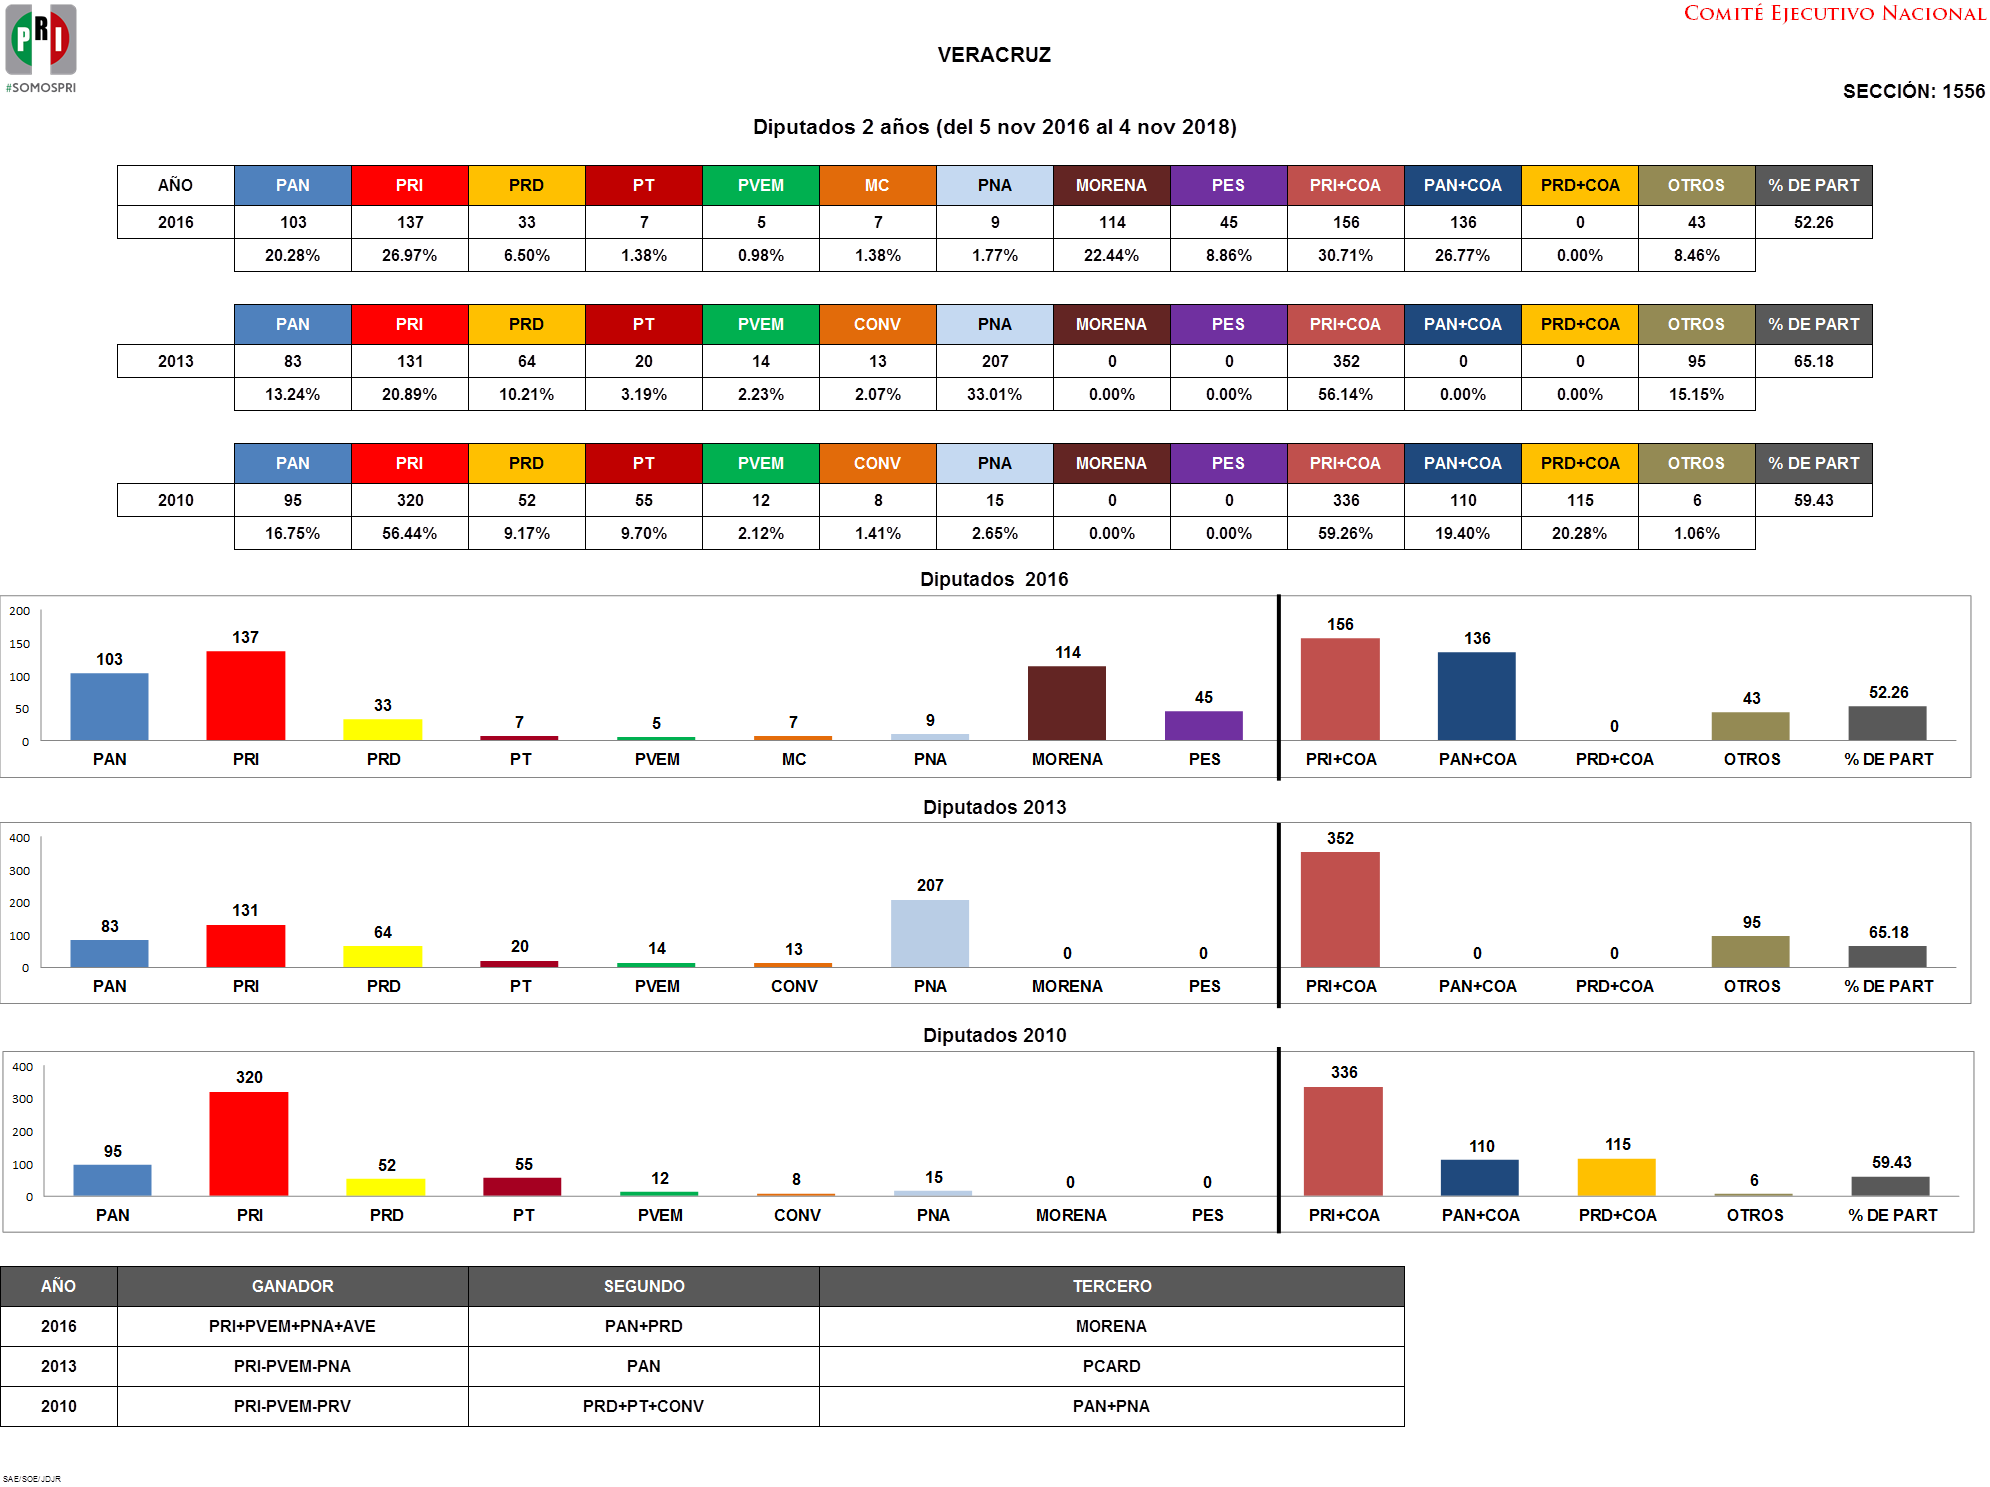 PRI
#SOMOSPRI
COMITÉ EJECUTIVO NACIONAL
VERACRUZ
SECCIÓN: 1556
Diputados 2 años (del 5 nov 2016 al 4 nov 2018)
AÑO PAN PRI PRD PT PVEM MC PNA MORENA PES PRI+COA PAN+COA PRD+COA OTROS % DE PART
2016 103 137 33 7 5 7 9 114 45 156 136 0 43 52.26
20.28% 26.97% 6.50% 1.38% 0.98% 1.38% 1.77% 22.44% 8.86% 30.71% 26.77% 0.00% 8.46%
PAN PRI PRD PT PVEM CONV PNA MORENA PES PRI+COA PAN+COA PRD+COA OTROS % DE PART
2013 83 131 64 20 14 13 207 0 0 352 0 0 95 65.18
13.24% 20.89% 10.21% 3.19% 2.23% 2.07% 33.01% 0.00% 0.00% 56.14% 0.00% 0.00% 15.15%
PAN PRI PRD PT PVEM CONV PNA MORENA PES PRI+COA PAN+COA PRD+COA OTROS % DE PART
2010 95 320 52 55 12 8 15 0 0 336 110 115 6 59.43
16.75% 56.44% 9.17% 9.70% 2.12% 1.41% 2.65% 0.00% 0.00% 59.26% 19.40% 20.28% 1.06%
Diputados 2016
200
150
100
50
0
103 137 33 7 5 7 9 114 45 156 136 0 43 52.26
PAN PRI PRD PT PVEM MC PNA MORENA PES PRI+COA PAN+COA PRD+COA OTROS % DE PART
Diputados 2013
400
300
200
100
0
83 131 64 20 14 13 207 0 0 352 0 0 95 65.18
PAN PRI PRD PT PVEM CONV PNA MORENA PES PRI+COA PAN+COA PRD+COA OTROS % DE PART
Diputados 2010
400
300
200
100
0
95 320 52 55 12 8 15 0 0 336 110 115 6 59.43
PAN PRI PRD PT PVEM CONV PNA MORENA PES PRI+COA PAN+COA PRD+COA OTROS % DE PART
AÑO GANADOR SEGUNDO TERCERO
2016 PRI+PVEM+PNA+AVE PAN+PRD MORENA
2013 PRI-PVEM-PNA PAN PCARD
2010 PRI-PVEM-PRV PRD+PT+CONV PAN+PNA
SAE/SOE/JDJR